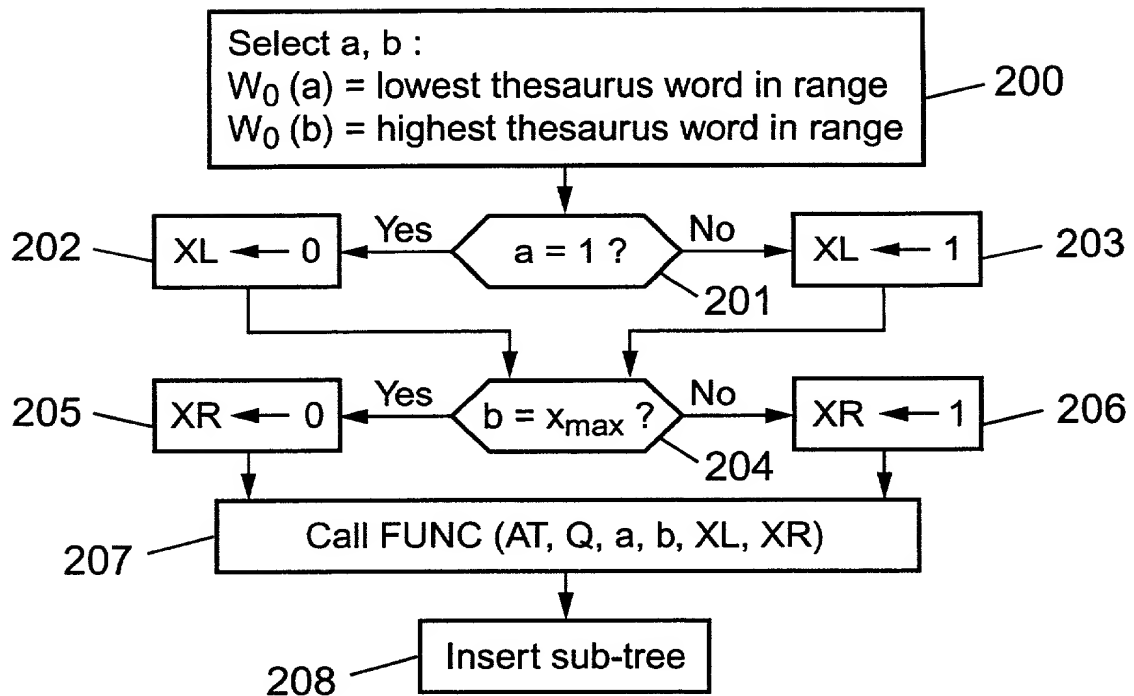 Select a, b :
W₀ (a) = lowest thesaurus word in range
W₀ (b) = highest thesaurus word in range
200
202
XL ← 0
Yes
a = 1 ?
No
XL ← 1
203
201
205
XR ← 0
Yes
b = xmax ?
No
XR ← 1
206
204
Call FUNC (AT, Q, a, b, XL, XR)
207
Insert sub-tree
208